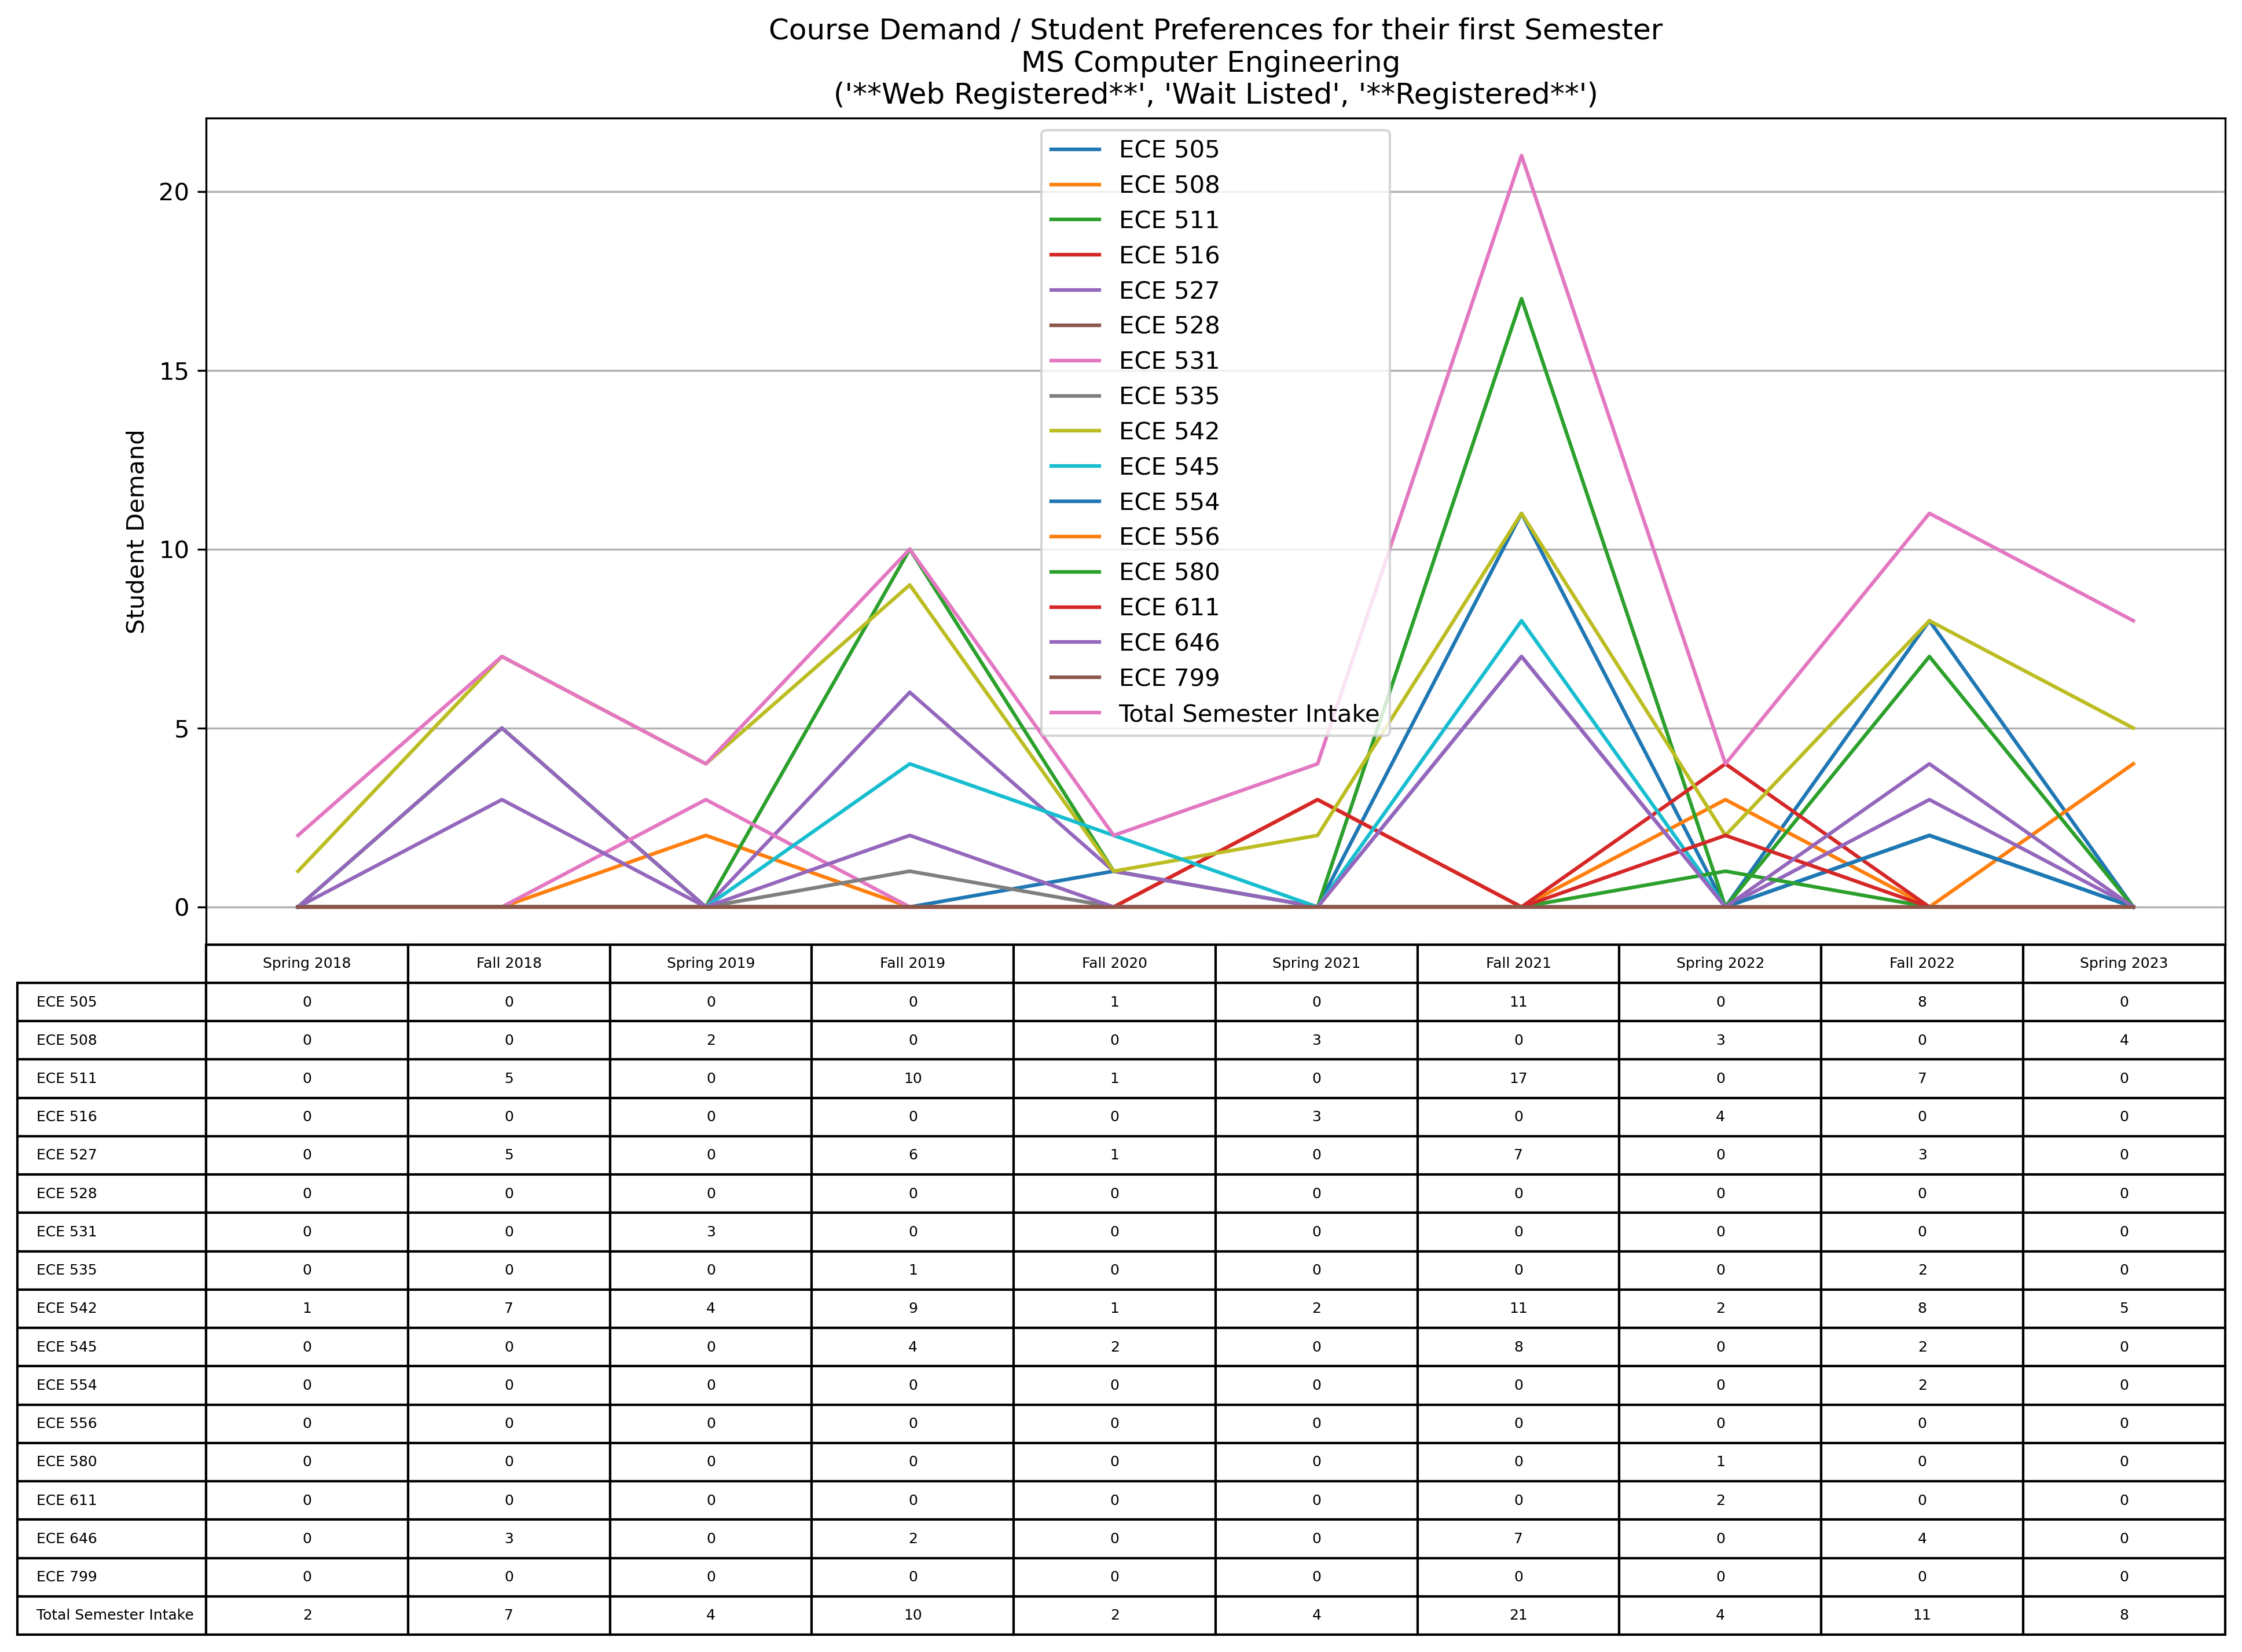 Course Demand / Student Preferences for their first Semester
MS Computer Engineering
('**Web Registered**', 'Wait Listed', '**Registered**')
Student Demand
20
15
10
5
0
ECE 505
ECE 508
ECE 511
ECE 516
ECE 527
ECE 528
ECE 531
ECE 535
ECE 542
ECE 545
ECE 554
ECE 556
ECE 580
ECE 611
ECE 646
ECE 799
Total Semester Intake
Spring 2018 Fall 2018 Spring 2019 Fall 2019 Fall 2020 Spring 2021 Fall 2021 Spring 2022 Fall 2022 Spring 2023
ECE 505 0 0 0 0 1 0 11 0 8 0
ECE 508 0 0 2 0 0 3 0 3 0 4
ECE 511 0 5 0 10 1 0 17 0 7 0
ECE 516 0 0 0 0 0 3 0 4 0 0
ECE 527 0 5 0 6 1 0 7 0 3 0
ECE 528 0 0 0 0 0 0 0 0 0 0
ECE 531 0 0 3 0 0 0 0 0 0 0
ECE 535 0 0 0 1 0 0 0 0 2 0
ECE 542 1 7 4 9 1 2 11 2 8 5
ECE 545 0 0 0 4 2 0 8 0 2 0
ECE 554 0 0 0 0 0 0 0 0 2 0
ECE 556 0 0 0 0 0 0 0 0 0 0
ECE 580 0 0 0 0 0 0 0 1 0 0
ECE 611 0 0 0 0 0 0 0 2 0 0
ECE 646 0 3 0 2 0 0 7 0 4 0
ECE 799 0 0 0 0 0 0 0 0 0 0
Total Semester Intake 2 7 4 10 2 4 21 4 11 8